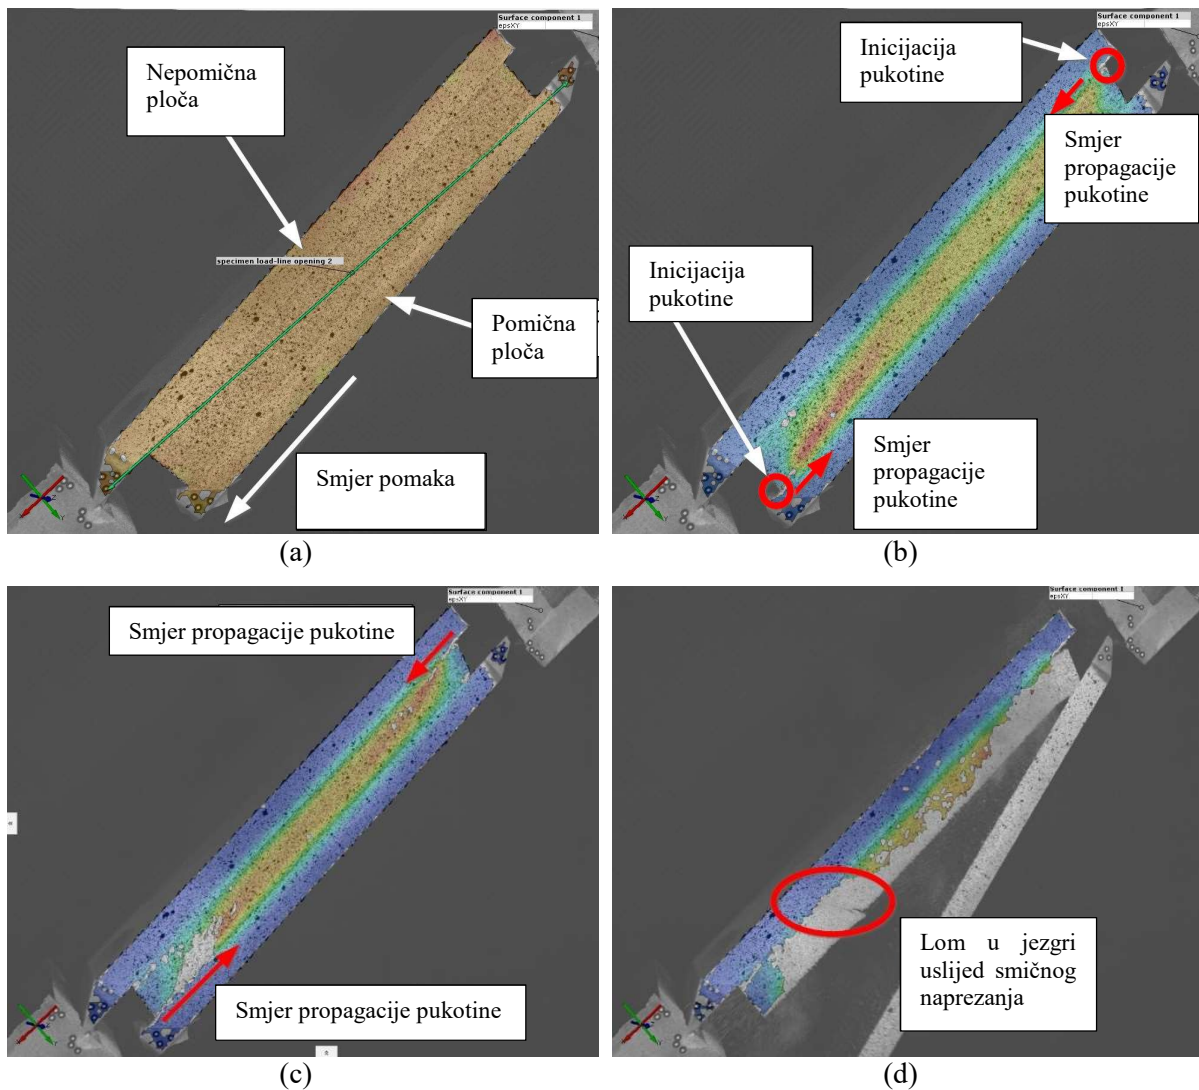 Surface component 1
epsXY
Nepomična
ploča
specimen load-line opening 2
Pomična
ploča
Smjer pomaka
(a)
Surface component 1
epsXY
Inicijacija
pukotine
Smjer
propagacije
pukotine
Inicijacija
pukotine
Smjer
propagacije
pukotine
(b)
Surface component 1
epsXY
Smjer propagacije pukotine
Smjer propagacije pukotine
(c)
Surface component 1
epsXY
Lom u jezgri
uslijed smičnog
naprezanja
(d)